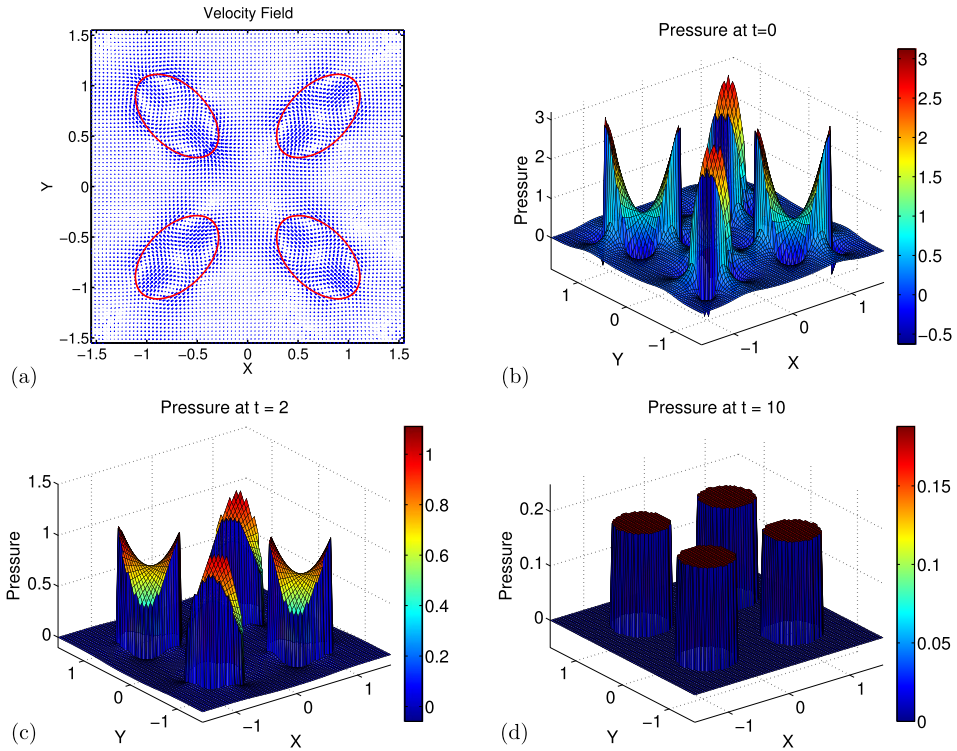 Velocity Field
1.5
1
0.5
0
−0.5
−1
−1.5
Y
−1.5 −1 −0.5 0 0.5 1 1.5
X
(a)
Pressure at t=0
3
2
1
0
Pressure
1
0
−1
Y
−1
0
1
X
3
2.5
2
1.5
1
0.5
0
−0.5
(b)
Pressure at t = 2
1.5
1
0.5
0
Pressure
1
0
−1
Y
−1
0
1
X
1
0.8
0.6
0.4
0.2
0
(c)
Pressure at t = 10
0.2
0.1
0
Pressure
1
0
−1
Y
−1
0
1
X
0.15
0.1
0.05
0
(d)